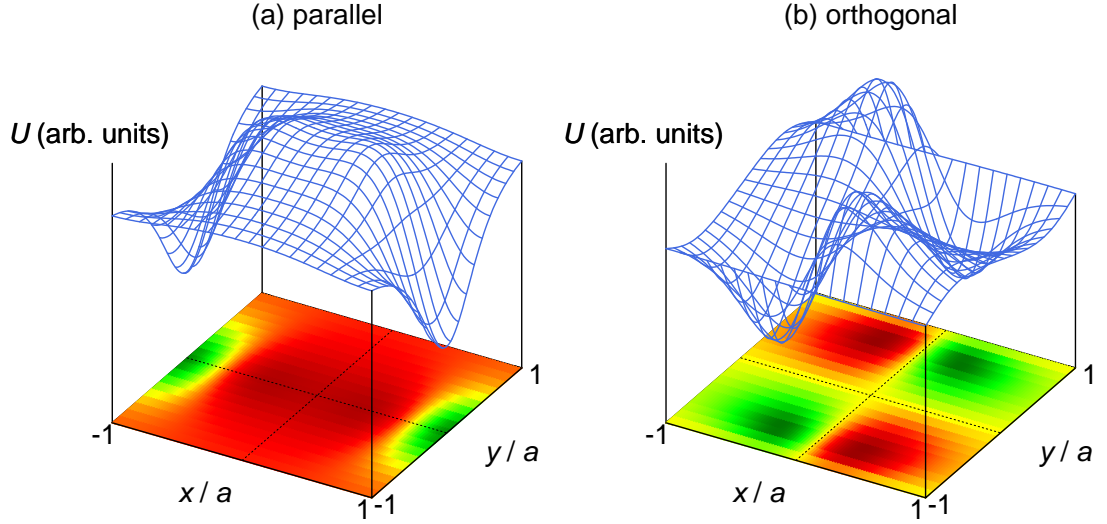 (a) parallel
(b) orthogonal
U (arb. units)
U (arb. units)
-1
x / a
1
-1
y / a
1
-1
x / a
1
-1
y / a
1